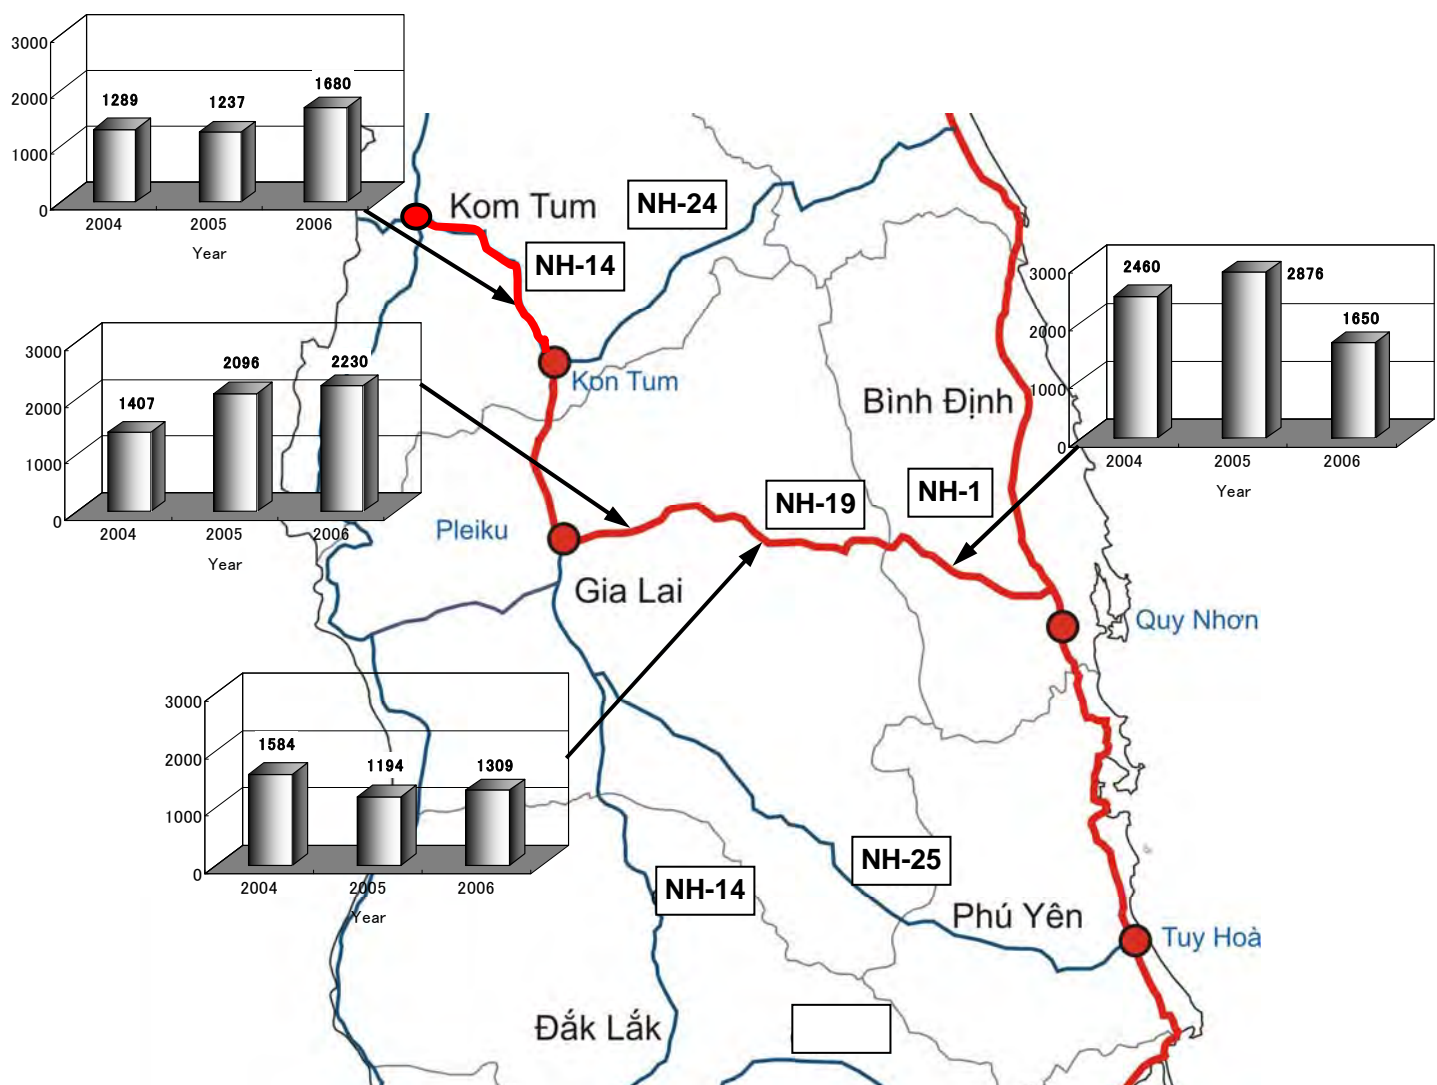 3000
2000
1000
0
1289
1237
1680
2004
2005
2006
Year
Kom Tum
NH-24
NH-14
3000
2000
1000
0
2460
2876
1650
2004
2005
2006
Year
3000
2000
1000
0
1407
2096
2230
2004
2005
2006
Year
Kon Tum
Bình Định
NH-19
NH-1
Pleiku
Gia Lai
Quy Nhơn
3000
2000
1000
0
1584
1194
1309
2004
2005
2006
Year
NH-14
NH-25
Phú Yên
Tuy Hoà
Đắk Lắk